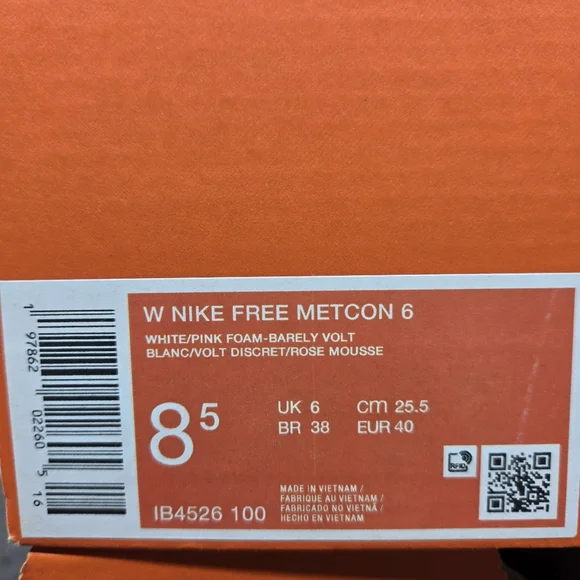 W NIKE FREE METCON 6
WHITE/PINK FOAM-BARELY VOLT
BLANC/VOLT DISCRET/ROSE MOUSSE
8 5
UK 6 CM 25.5
BR 38 EUR 40
IB4526 100
MADE IN VIETNAM /
FABRIQUE AU VIETNAM /
FABRICADO NO VIETNÃ /
HECHO EN VIETNAM
RFID
1 97862 02260 5 16